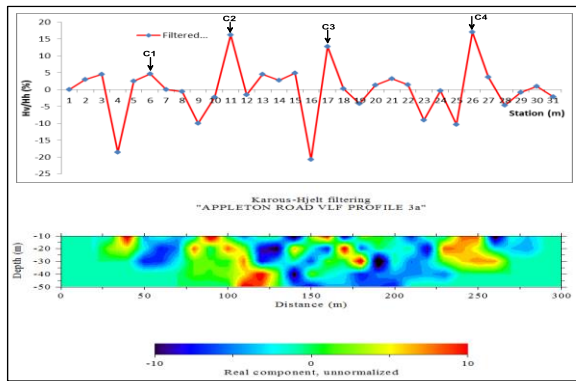 C1 C2 C3 C4
Filtered...
20
15
10
5
0
-5
-10
-15
-20
-25
Hv/Hh (%)
1 2 3 4 5 6 7 8 9 10 11 12 13 14 15 16 17 18 19 20 21 22 23 24 25 26 27 28 29 30 31
Station (m)
Karous-Hjelt filtering
"APPLETON ROAD VLF PROFILE 3a"
Depth (m)
-10
-20
-30
-40
-50
0 50 100 150 200 250 300
Distance (m)
-10 0 10
Real component, unnormalized